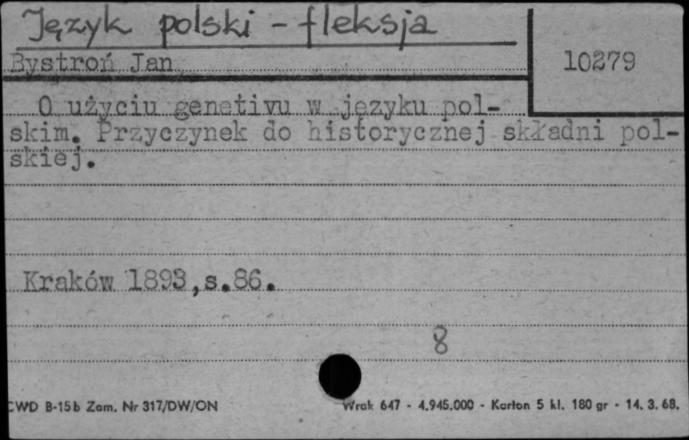 Język polski - fleksja
Bystroń Jan
10279
O użyciu genetivu w języku pol-
skim. Przyczynek do historycznej składni pol-
skiej.
Kraków 1893,s.86.
8
CWD B-15b Zam. Nr 317/DW/ON
Wrak 647 - 4.945.000 - Karton 5 kl. 180 gr - 14. 3. 68.